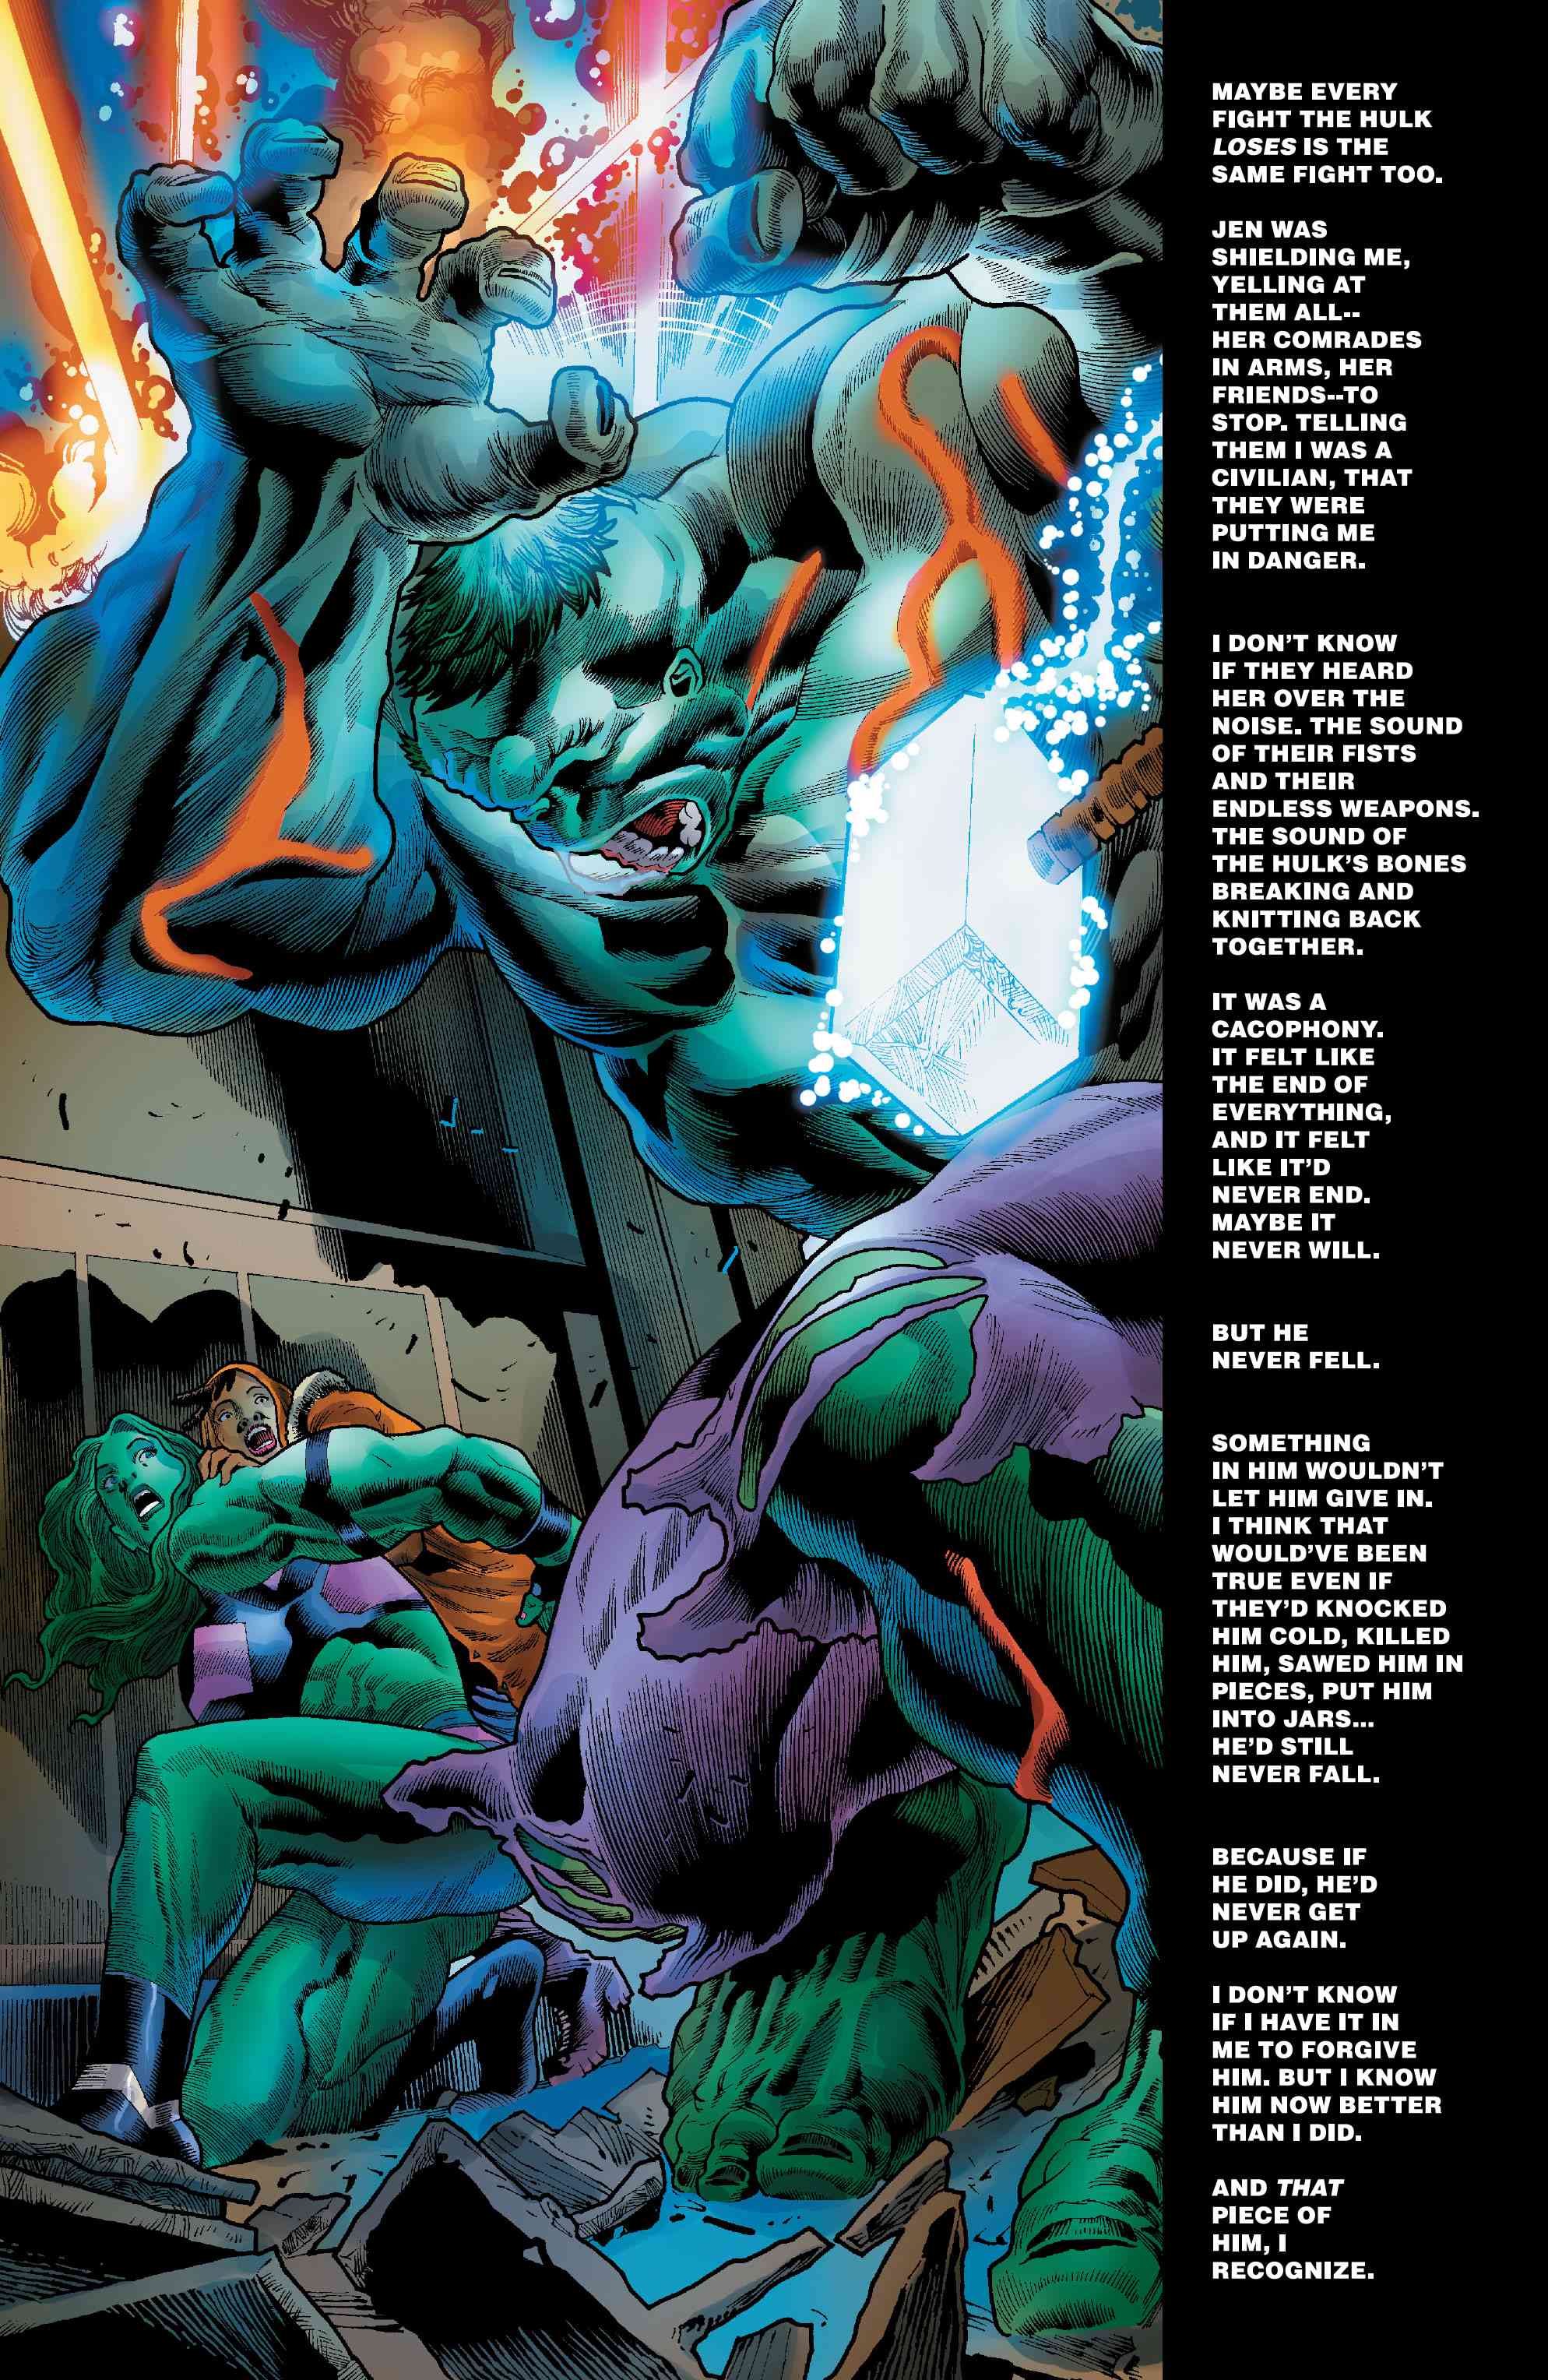 MAYBE EVERY
FIGHT THE HULK
LOSES IS THE
SAME FIGHT TOO.
JEN WAS
SHIELDING ME,
YELLING AT
THEM ALL--
HER COMRADES
IN ARMS, HER
FRIENDS--TO
STOP. TELLING
THEM I WAS A
CIVILIAN, THAT
THEY WERE
PUTTING ME
IN DANGER.
I DON'T KNOW
IF THEY HEARD
HER OVER THE
NOISE. THE SOUND
OF THEIR FISTS
AND THEIR
ENDLESS WEAPONS.
THE SOUND OF
THE HULK'S BONES
BREAKING AND
KNITTING BACK
TOGETHER.
IT WAS A
CACOPHONY.
IT FELT LIKE
THE END OF
EVERYTHING,
AND IT FELT
LIKE IT'D
NEVER END.
MAYBE IT
NEVER WILL.
BUT HE
NEVER FELL.
SOMETHING
IN HIM WOULDN'T
LET HIM GIVE IN.
I THINK THAT
WOULD'VE BEEN
TRUE EVEN IF
THEY'D KNOCKED
HIM COLD, KILLED
HIM, SAWED HIM IN
PIECES, PUT HIM
INTO JARS...
HE'D STILL
NEVER FALL.
BECAUSE IF
HE DID, HE'D
NEVER GET
UP AGAIN.
I DON'T KNOW
IF I HAVE IT IN
ME TO FORGIVE
HIM. BUT I KNOW
HIM NOW BETTER
THAN I DID.
AND THAT
PIECE OF
HIM, I
RECOGNIZE.